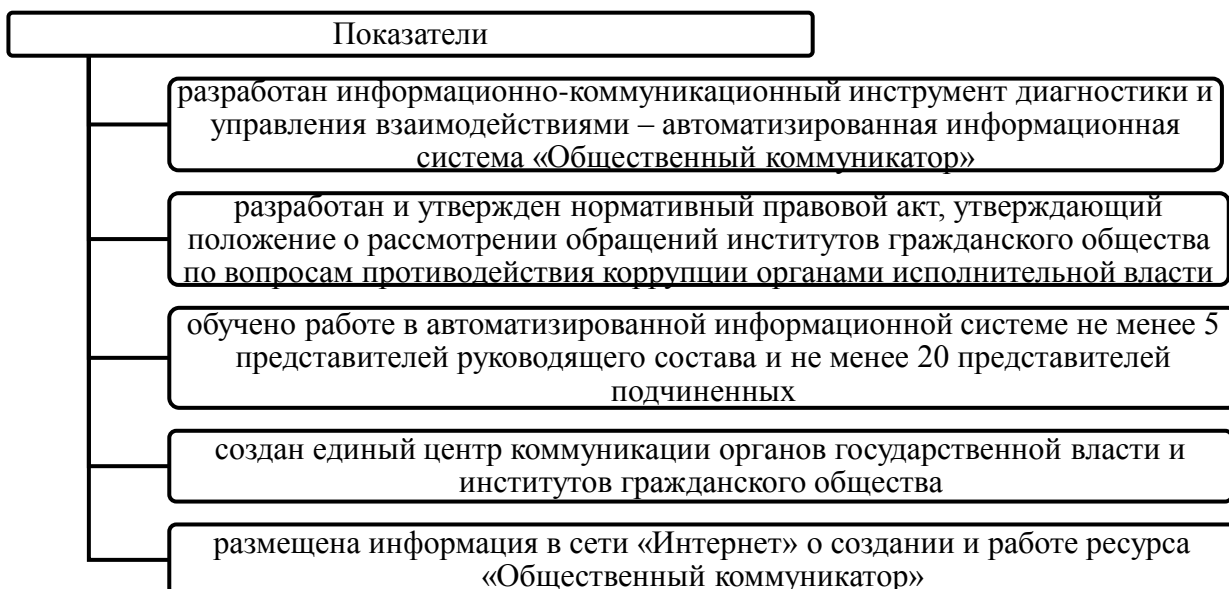 Показатели
разработан информационно-коммуникационный инструмент диагностики и
управления взаимодействиями – автоматизированная информационная
система «Общественный коммуникатор»
разработан и утвержден нормативный правовой акт, утверждающий
положение о рассмотрении обращений институтов гражданского общества
по вопросам противодействия коррупции органами исполнительной власти
обучено работе в автоматизированной информационной системе не менее 5
представителей руководящего состава и не менее 20 представителей
подчиненных
создан единый центр коммуникации органов государственной власти и
институтов гражданского общества
размещена информация в сети «Интернет» о создании и работе ресурса
«Общественный коммуникатор»